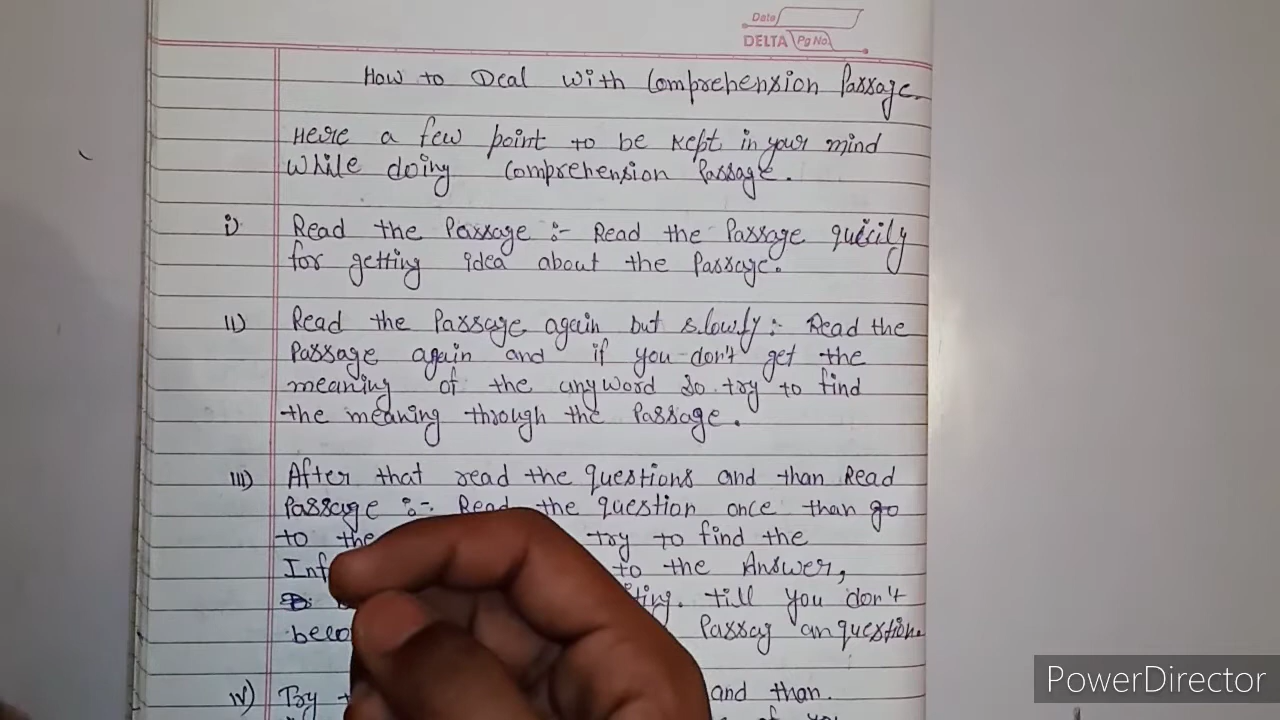 Date
DELTA Pg No.
How to Deal with Comprehension Passage.
Here a few point to be kept in your mind
while doing Comprehension Passage.
i) Read the Passage :- Read the Passage quicily
for getting idea about the Passage.
II) Read the Passage again but slowly :- Read the
Passage again and if you don't get the
meaning of the anyword so try to find
the meaning through the Passage.
III) After that read the questions and than Read
Passage :- Read the question once than go
to the try to find the
to the Answer,
till you don't
Passag an question.
IV) Try and than.
of you
PowerDirector